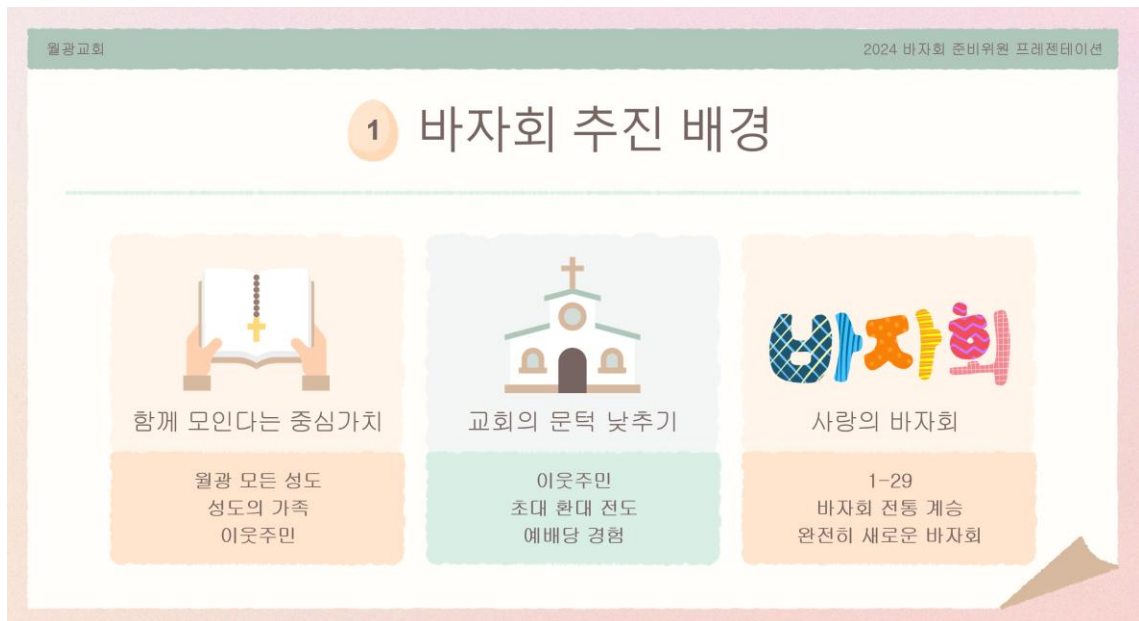 월광교회
2024 바자회 준비위원 프레젠테이션
1 바자회 추진 배경
바자회
함께 모인다는 중심가치
월광 모든 성도
성도의 가족
이웃주민
교회의 문턱 낮추기
이웃주민
초대 환대 전도
예배당 경험
사랑의 바자회
1-29
바자회 전통 계승
완전히 새로운 바자회